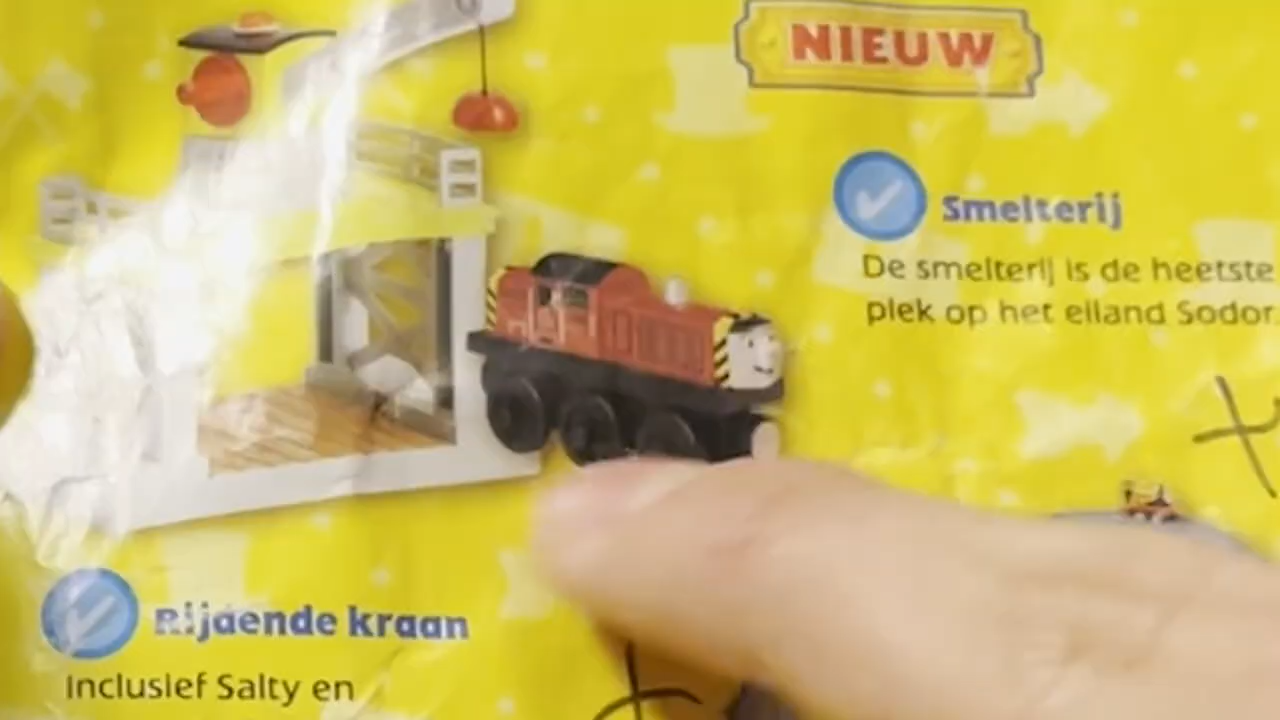 NIEUW
Smelterij
De smelterij is de heetste
plek op het eiland Sodor
Rijdende kraan
Inclusief Salty en